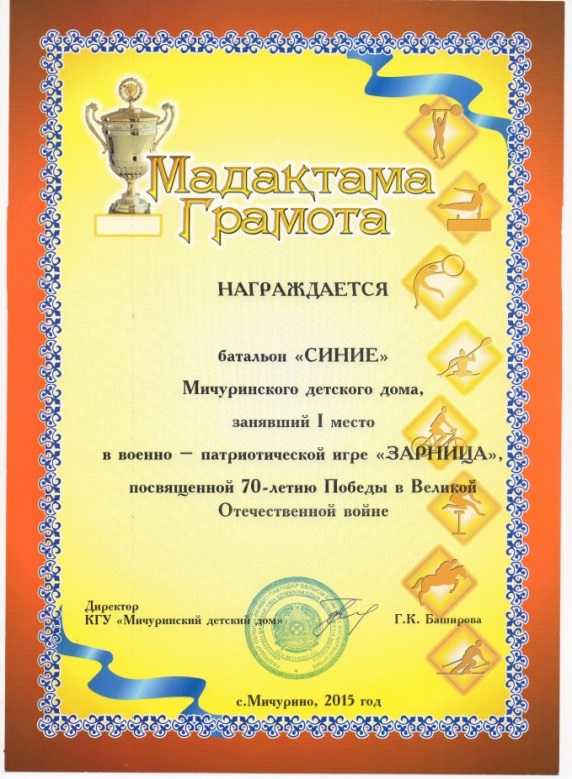 Мадақтама
Грамота
НАГРАЖДАЕТСЯ
батальон «СИНИЕ»
Мичуринского детского дома,
занявший I место
в военно – патриотической игре «ЗАРНИЦА»,
посвященной 70-летию Победы в Великой
Отечественной войне
Директор
КГУ «Мичуринский детский дом»
Г.К. Баширова
с.Мичурино, 2015 год